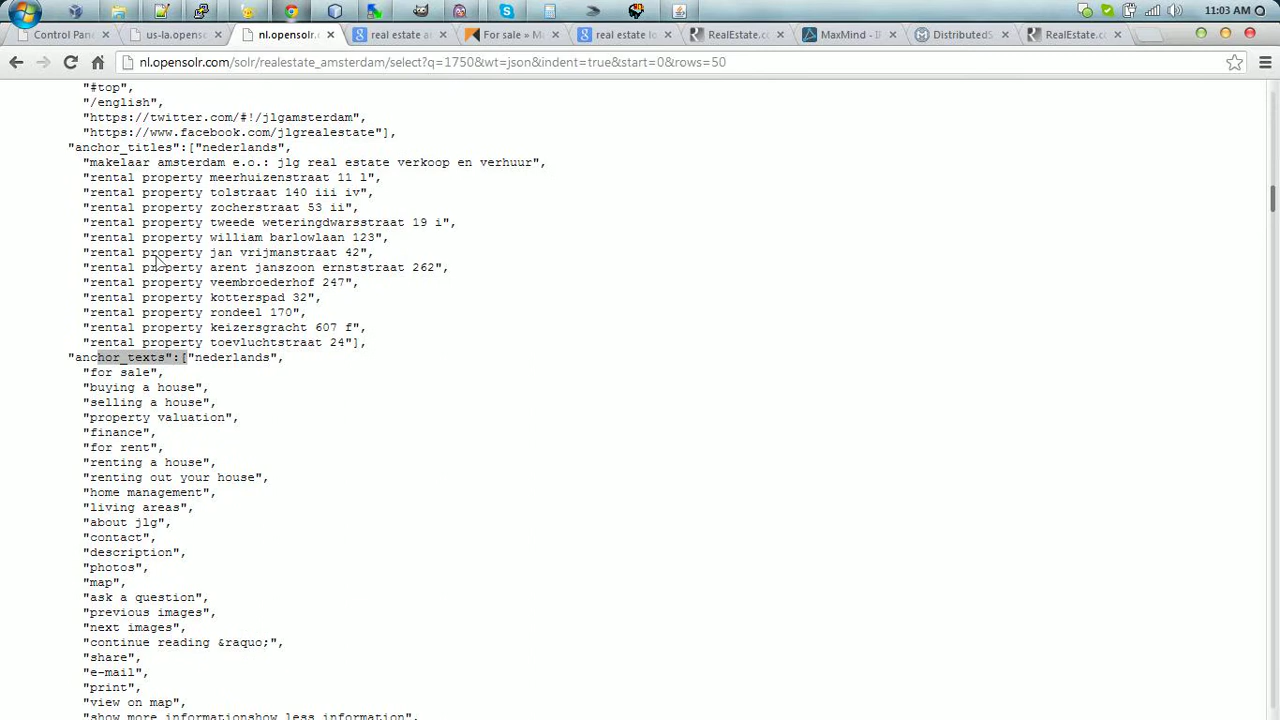 11:03 AM
Control Pane
us-la.opens
nl.opensolr.c
real estate a
For sale » M
real estate l
RealEstate.c
MaxMind - I
DistributedS
RealEstate.c
nl.opensolr.com/solr/realestate_amsterdam/select?q=1750&wt=json&indent=true&start=0&rows=50
"#top",
"/english",
"https://twitter.com/#!/jlgamsterdam",
"https://www.facebook.com/jlgrealestate"],
"anchor_titles":["nederlands",
"makelaar amsterdam e.o.: jlg real estate verkoop en verhuur",
"rental property meerhuizenstraat 11 l",
"rental property tolstraat 140 iii iv",
"rental property zocherstraat 53 ii",
"rental property tweede weteringdwarsstraat 19 i",
"rental property william barlowlaan 123",
"rental property jan vrijmanstraat 42",
"rental property arent janszoon ernststraat 262",
"rental property veembroederhof 247",
"rental property kotterspad 32",
"rental property rondeel 170",
"rental property keizersgracht 607 f",
"rental property toevluchtstraat 24"],
"anchor_texts":["nederlands",
"for sale",
"buying a house",
"selling a house",
"property valuation",
"finance",
"for rent",
"renting a house",
"renting out your house",
"home management",
"living areas",
"about jlg",
"contact",
"description",
"photos",
"map",
"ask a question",
"previous images",
"next images",
"continue reading &raquo;",
"share",
"e-mail",
"print",
"view on map",
"show more informationshow less information",